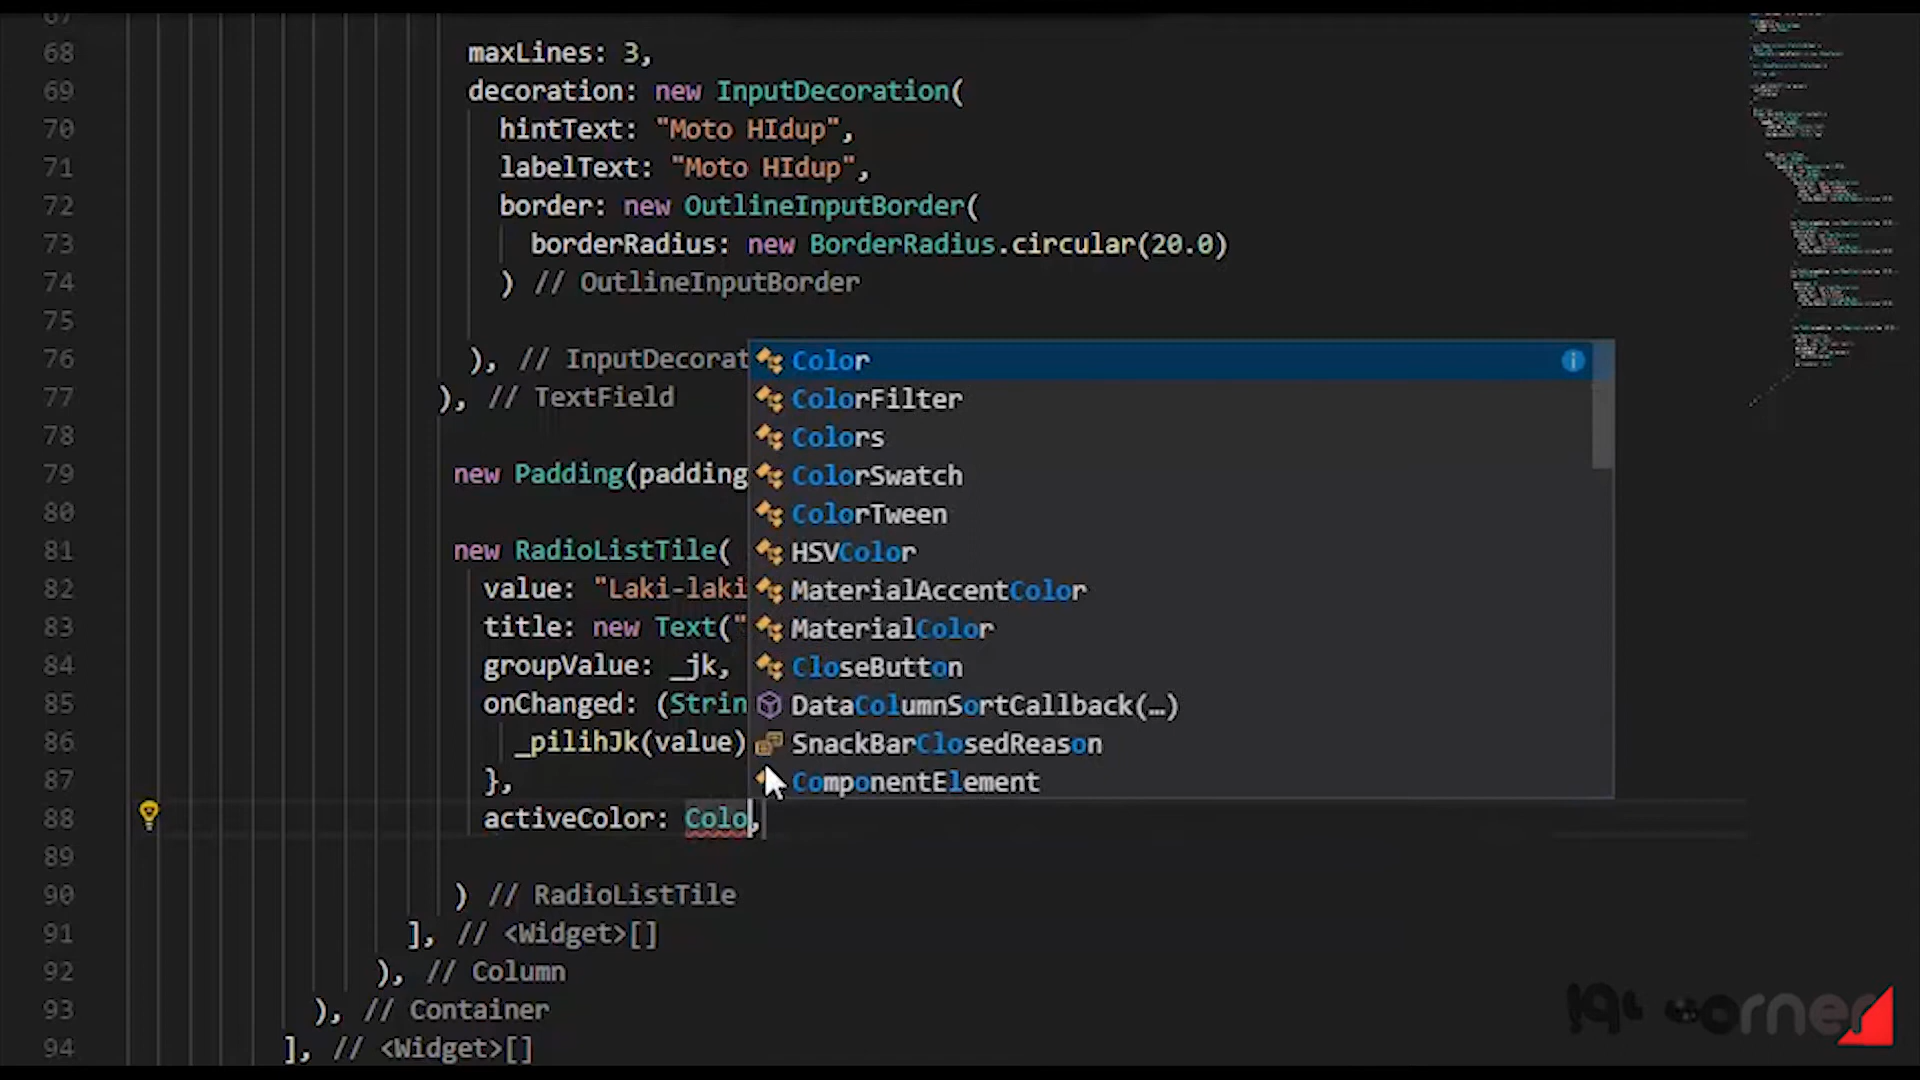 68 maxLines: 3,
69 decoration: new InputDecoration(
70 hintText: "Moto HIdup",
71 labelText: "Moto HIdup",
72 border: new OutlineInputBorder(
73 borderRadius: new BorderRadius.circular(20.0)
74 ) // OutlineInputBorder
75
76 ), // InputDecorat
Color
77 ), // TextField
ColorFilter
78
Colors
79 new Padding(padding
ColorSwatch
80
ColorTween
81 new RadioListTile(
HSVColor
82 value: "Laki-laki
MaterialAccentColor
83 title: new Text("
MaterialColor
84 groupValue: _jk,
CloseButton
85 onChanged: (Strin
DataColumnSortCallback(…)
86 _pilihJk(value)
SnackBarClosedReason
87 },
ComponentElement
88 activeColor: Colo,
89
90 ) // RadioListTile
91 ], // <Widget>[]
92 ), // Column
93 ), // Container
94 ], // <Widget>[]